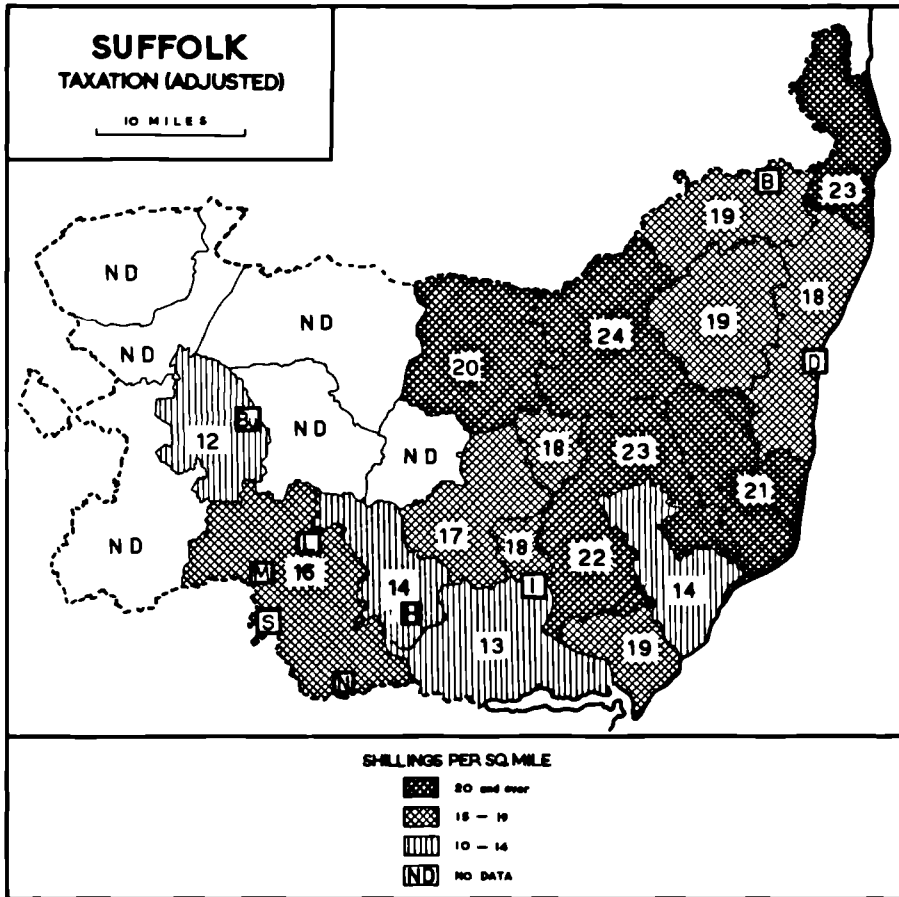 SUFFOLK
TAXATION (ADJUSTED)
10 MILES
B
23
19
ND
18
ND
19
24
ND
20
D
12
BU
ND
18
ND
23
21
ND
17
18
L
16
M
22
I
14
14
S
13
19
N
SHILLINGS PER SQ. MILE
20 and over
15 – 19
10 – 14
ND NO DATA